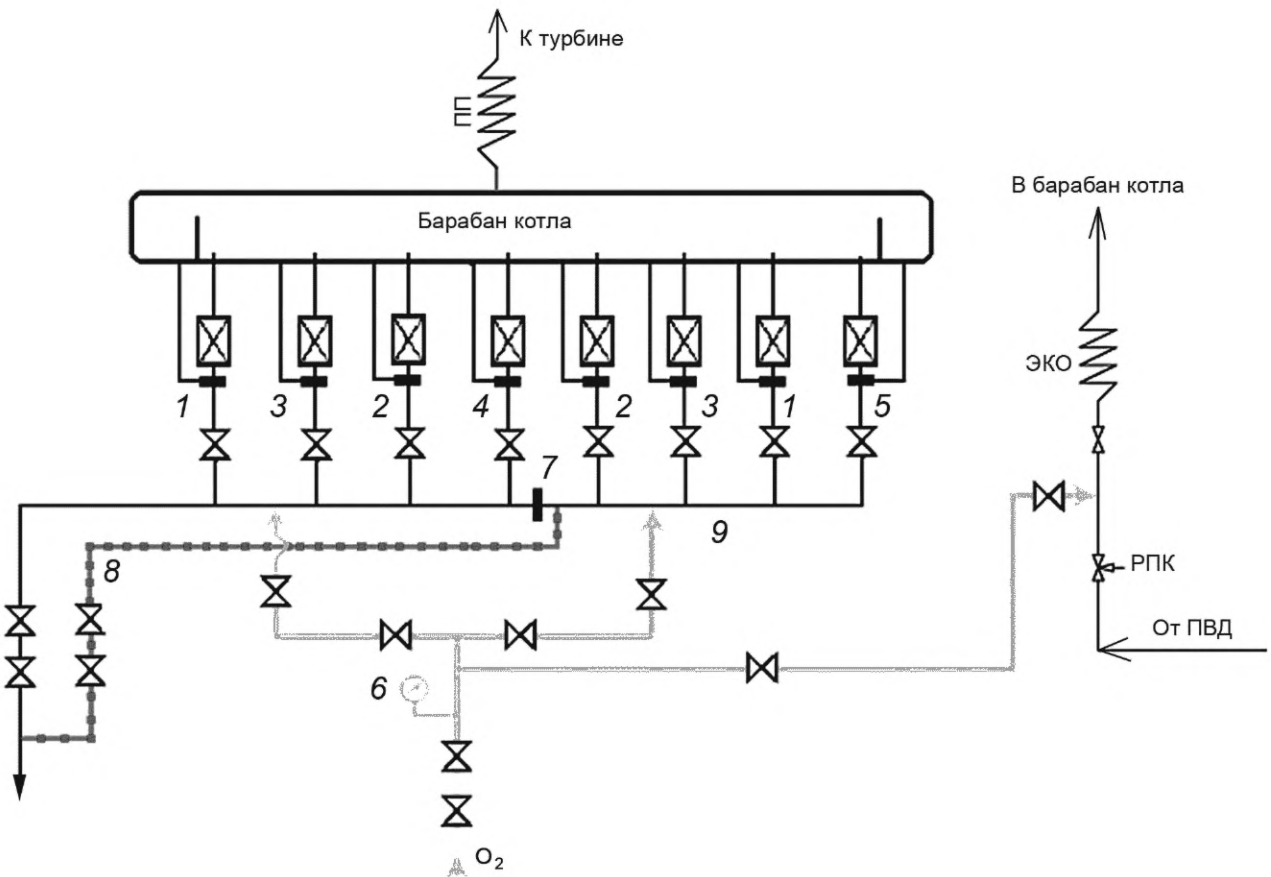 К турбине
ПП
В барабан котла
Барабан котла
ЭКО
1 3 2 4 2 3 1 5
7
9
8
РПК
От ПВД
6
O2